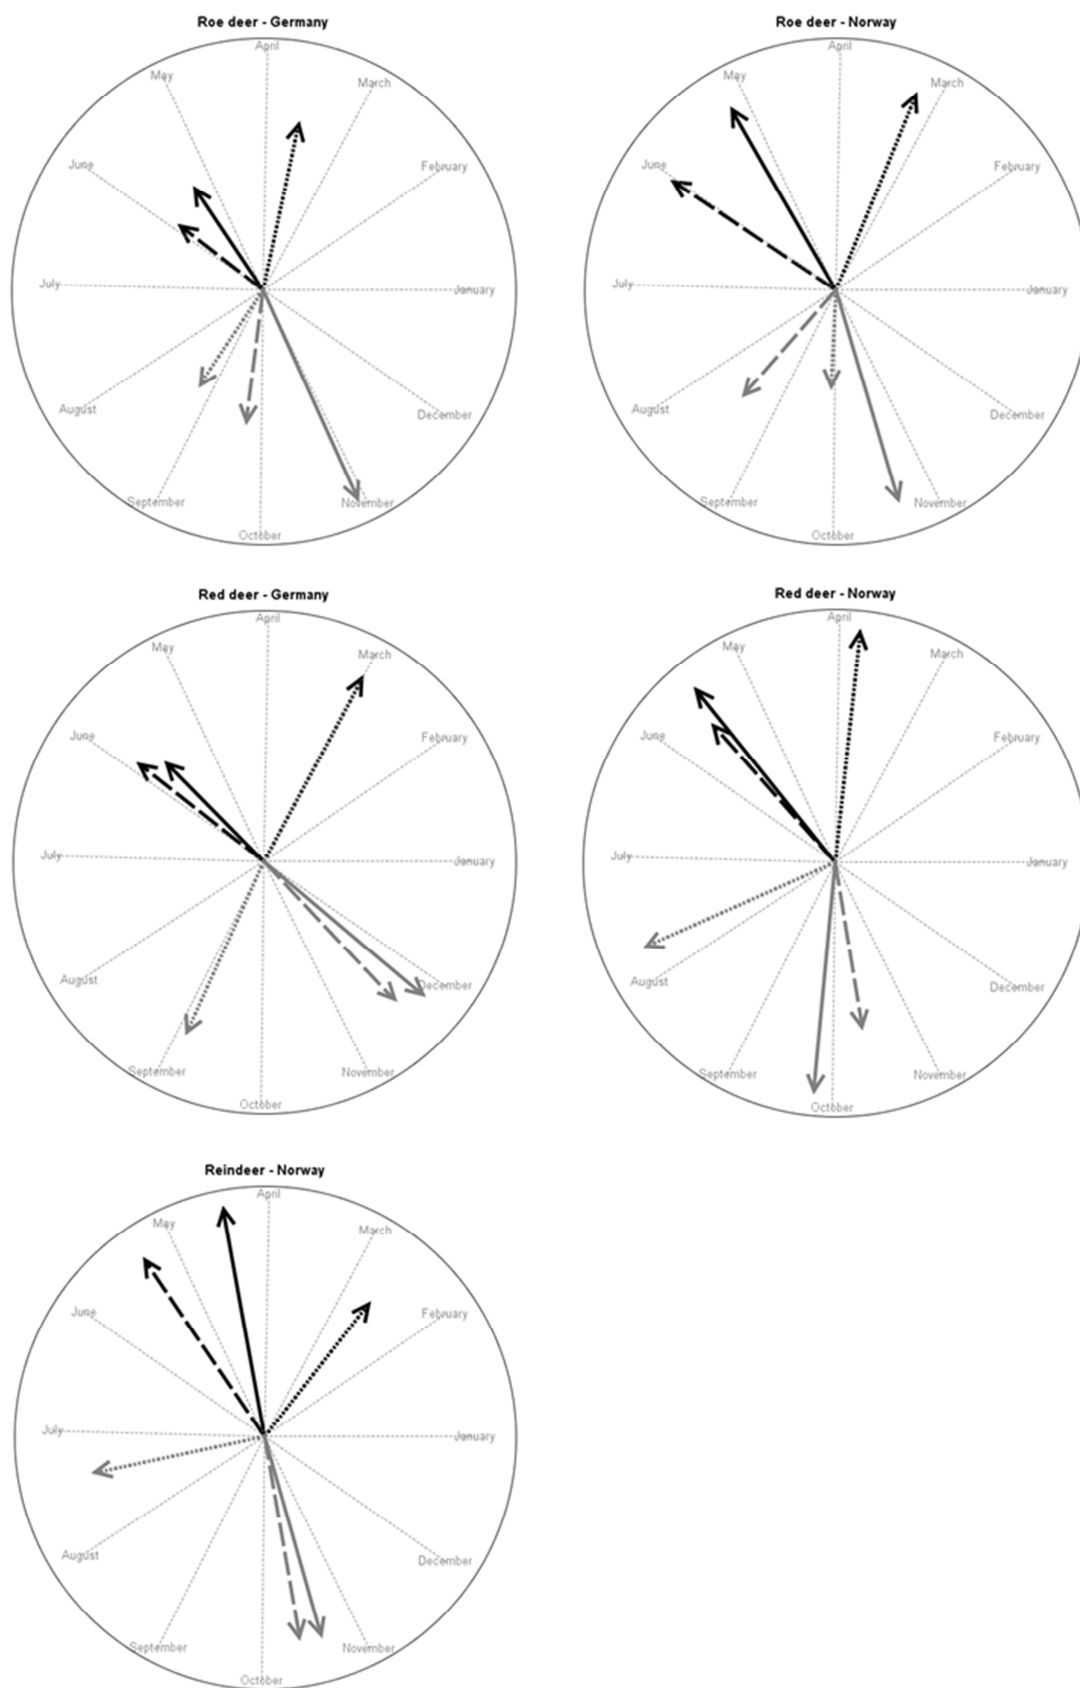 Roe deer - Germany
April
May
March
June
February
July
January
August
December
September
November
October
Roe deer - Norway
April
May
March
June
February
July
January
August
December
September
November
October
Red deer - Germany
April
May
March
June
February
July
January
August
December
September
November
October
Red deer - Norway
April
May
March
June
February
July
January
August
December
September
November
October
Reindeer - Norway
April
May
March
June
February
July
January
August
December
September
November
October